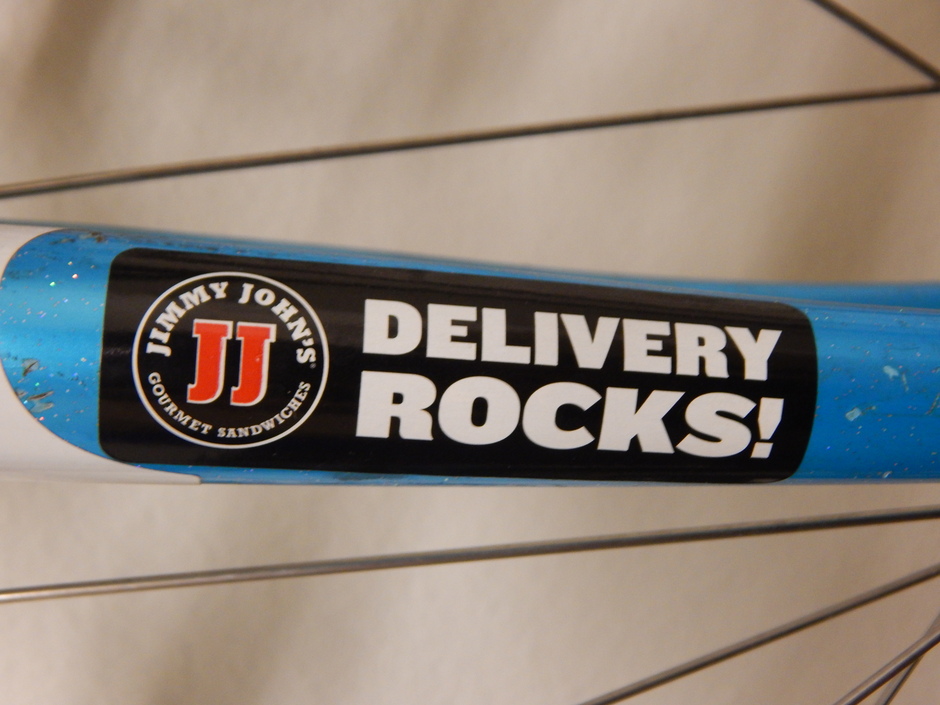 JIMMY JOHN'S®
JJ
GOURMET SANDWICHES
DELIVERY
ROCKS!